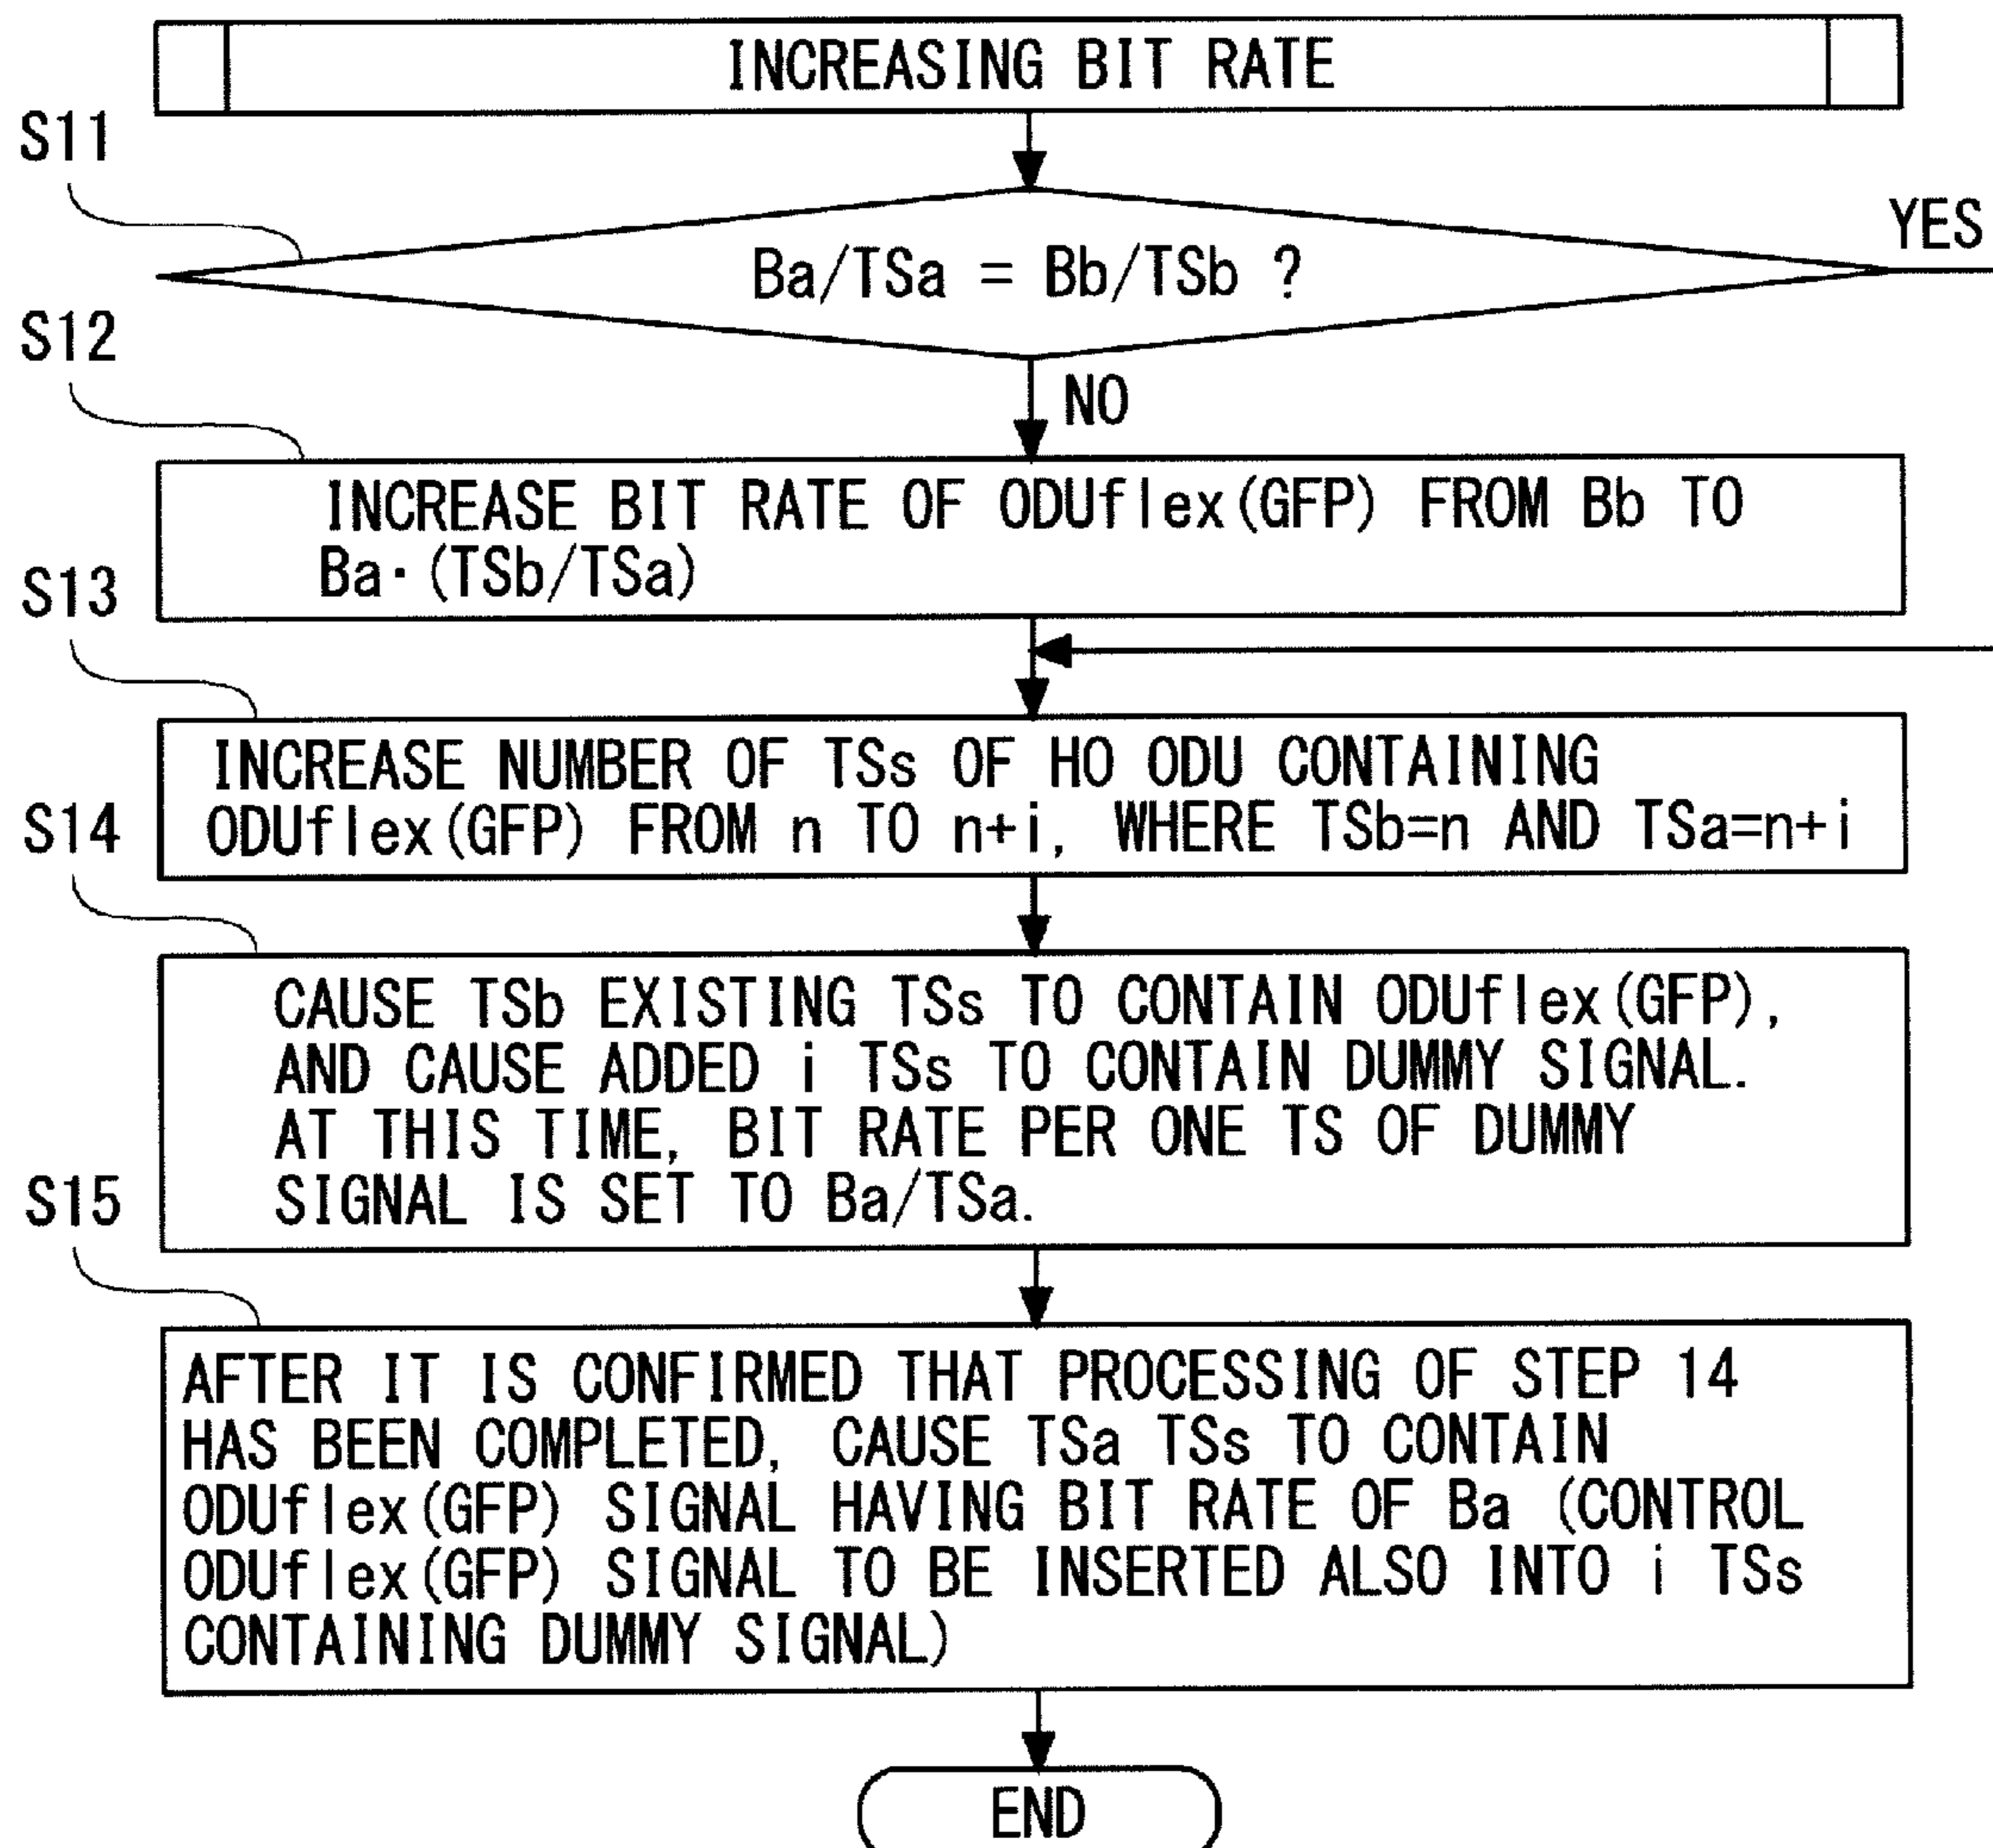 INCREASING BIT RATE
S11
Ba/TSa = Bb/TSb ?
YES
S12
NO
INCREASE BIT RATE OF ODUflex(GFP) FROM Bb TO
Ba·(TSb/TSa)
S13
INCREASE NUMBER OF TSs OF HO ODU CONTAINING
ODUflex(GFP) FROM n TO n+i, WHERE TSb=n AND TSa=n+i
S14
CAUSE TSb EXISTING TSs TO CONTAIN ODUflex(GFP),
AND CAUSE ADDED i TSs TO CONTAIN DUMMY SIGNAL.
AT THIS TIME, BIT RATE PER ONE TS OF DUMMY
SIGNAL IS SET TO Ba/TSa.
S15
AFTER IT IS CONFIRMED THAT PROCESSING OF STEP 14
HAS BEEN COMPLETED, CAUSE TSa TSs TO CONTAIN
ODUflex(GFP) SIGNAL HAVING BIT RATE OF Ba (CONTROL
ODUflex(GFP) SIGNAL TO BE INSERTED ALSO INTO i TSs
CONTAINING DUMMY SIGNAL)
END